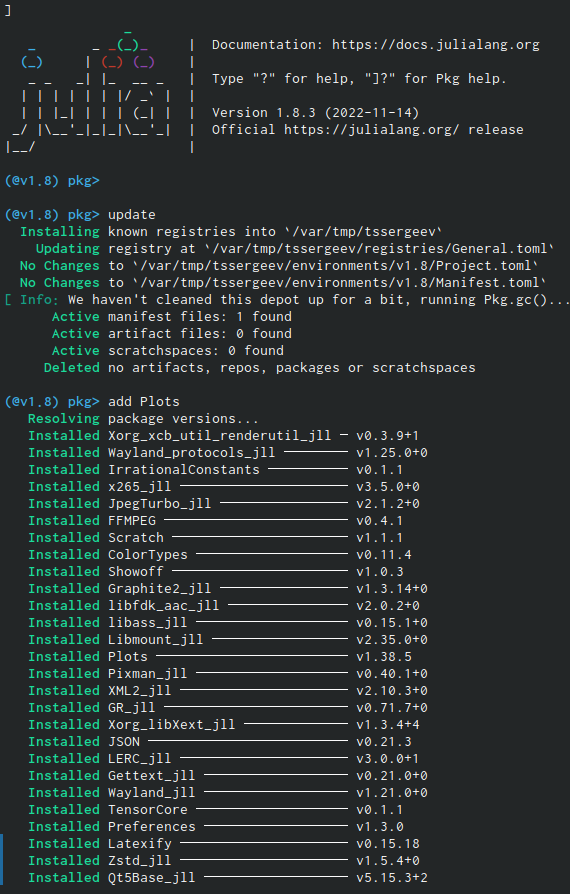 ]
Documentation: https://docs.julialang.org
Type "?" for help, "]?" for Pkg help.
Version 1.8.3 (2022-11-14)
Official https://julialang.org/ release
(@v1.8) pkg>
(@v1.8) pkg> update
Installing known registries into `/var/tmp/tssergeev`
Updating registry at `/var/tmp/tssergeev/registries/General.toml`
No Changes to `/var/tmp/tssergeev/environments/v1.8/Project.toml`
No Changes to `/var/tmp/tssergeev/environments/v1.8/Manifest.toml`
[ Info: We haven't cleaned this depot up for a bit, running Pkg.gc()...
Active manifest files: 1 found
Active artifact files: 0 found
Active scratchspaces: 0 found
Deleted no artifacts, repos, packages or scratchspaces
(@v1.8) pkg> add Plots
Resolving package versions...
Installed Xorg_xcb_util_renderutil_jll ─ v0.3.9+1
Installed Wayland_protocols_jll ──────── v1.25.0+0
Installed IrrationalConstants ────────── v0.1.1
Installed x265_jll ───────────────────── v3.5.0+0
Installed JpegTurbo_jll ──────────────── v2.1.2+0
Installed FFMPEG ─────────────────────── v0.4.1
Installed Scratch ────────────────────── v1.1.1
Installed ColorTypes ─────────────────── v0.11.4
Installed Showoff ────────────────────── v1.0.3
Installed Graphite2_jll ──────────────── v1.3.14+0
Installed libfdk_aac_jll ─────────────── v2.0.2+0
Installed libass_jll ─────────────────── v0.15.1+0
Installed Libmount_jll ───────────────── v2.35.0+0
Installed Plots ──────────────────────── v1.38.5
Installed Pixman_jll ─────────────────── v0.40.1+0
Installed XML2_jll ───────────────────── v2.10.3+0
Installed GR_jll ─────────────────────── v0.71.7+0
Installed Xorg_libXext_jll ───────────── v1.3.4+4
Installed JSON ───────────────────────── v0.21.3
Installed LERC_jll ───────────────────── v3.0.0+1
Installed Gettext_jll ────────────────── v0.21.0+0
Installed Wayland_jll ────────────────── v1.21.0+0
Installed TensorCore ─────────────────── v0.1.1
Installed Preferences ────────────────── v1.3.0
Installed Latexify ───────────────────── v0.15.18
Installed Zstd_jll ───────────────────── v1.5.4+0
Installed Qt5Base_jll ────────────────── v5.15.3+2